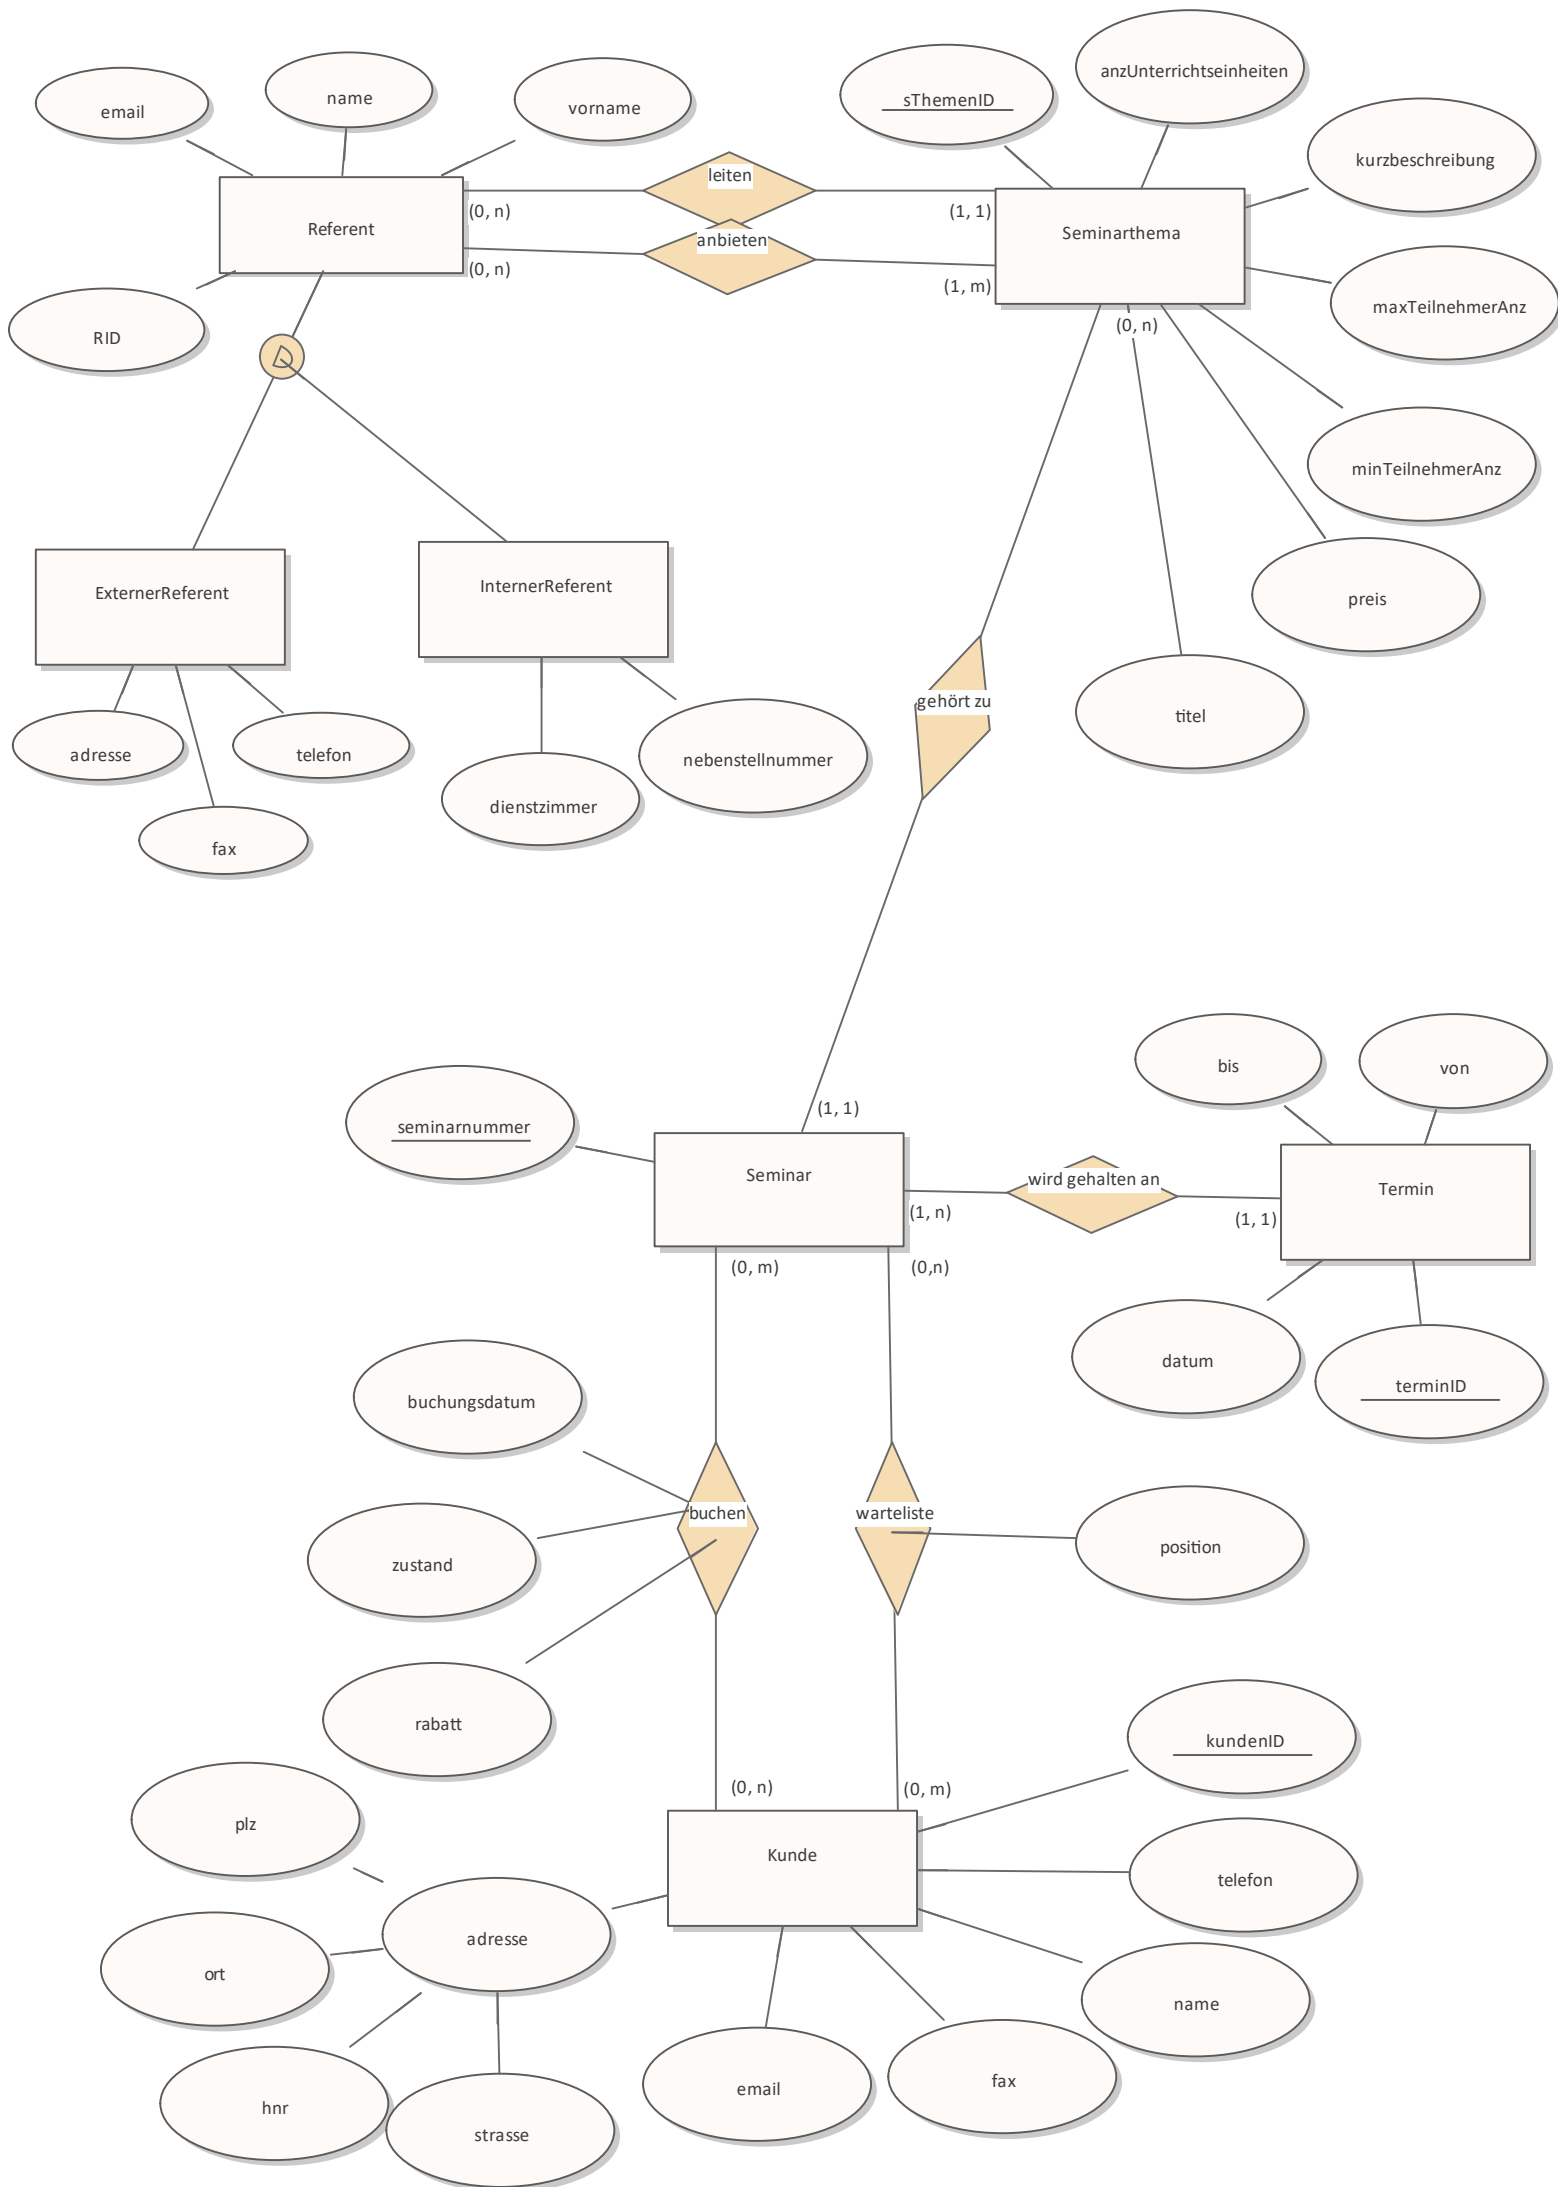 anzUnterrichtseinheiten
name
sThemenID
vorname
email
kurzbeschreibung
leiten
(0, n)
(1, 1)
Referent
Seminarthema
anbieten
(0, n)
(1, m)
maxTeilnehmerAnz
(0, n)
RID
D
minTeilnehmerAnz
ExternerReferent
InternerReferent
preis
gehört zu
titel
adresse
telefon
nebenstellnummer
dienstzimmer
fax
bis
von
(1, 1)
seminarnummer
Seminar
wird gehalten an
Termin
(1, n)
(1, 1)
(0, m)
(0,n)
datum
terminID
buchungsdatum
buchen
warteliste
position
zustand
rabatt
kundenID
(0, n)
(0, m)
plz
Kunde
telefon
adresse
ort
name
fax
email
hnr
strasse